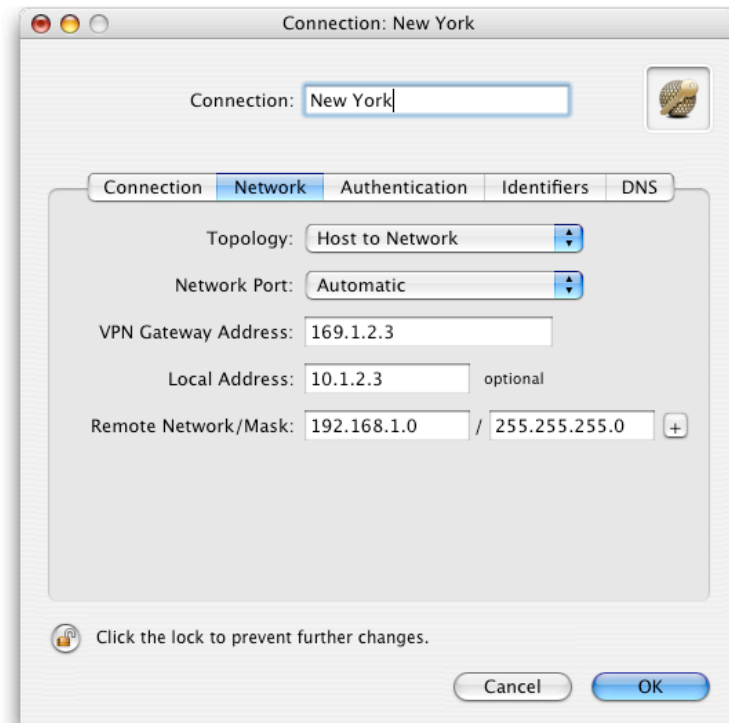 Connection: New York
Connection: New York
Connection Network Authentication Identifiers DNS
Topology: Host to Network
Network Port: Automatic
VPN Gateway Address: 169.1.2.3
Local Address: 10.1.2.3 optional
Remote Network/Mask: 192.168.1.0 / 255.255.255.0 +
Click the lock to prevent further changes.
Cancel OK